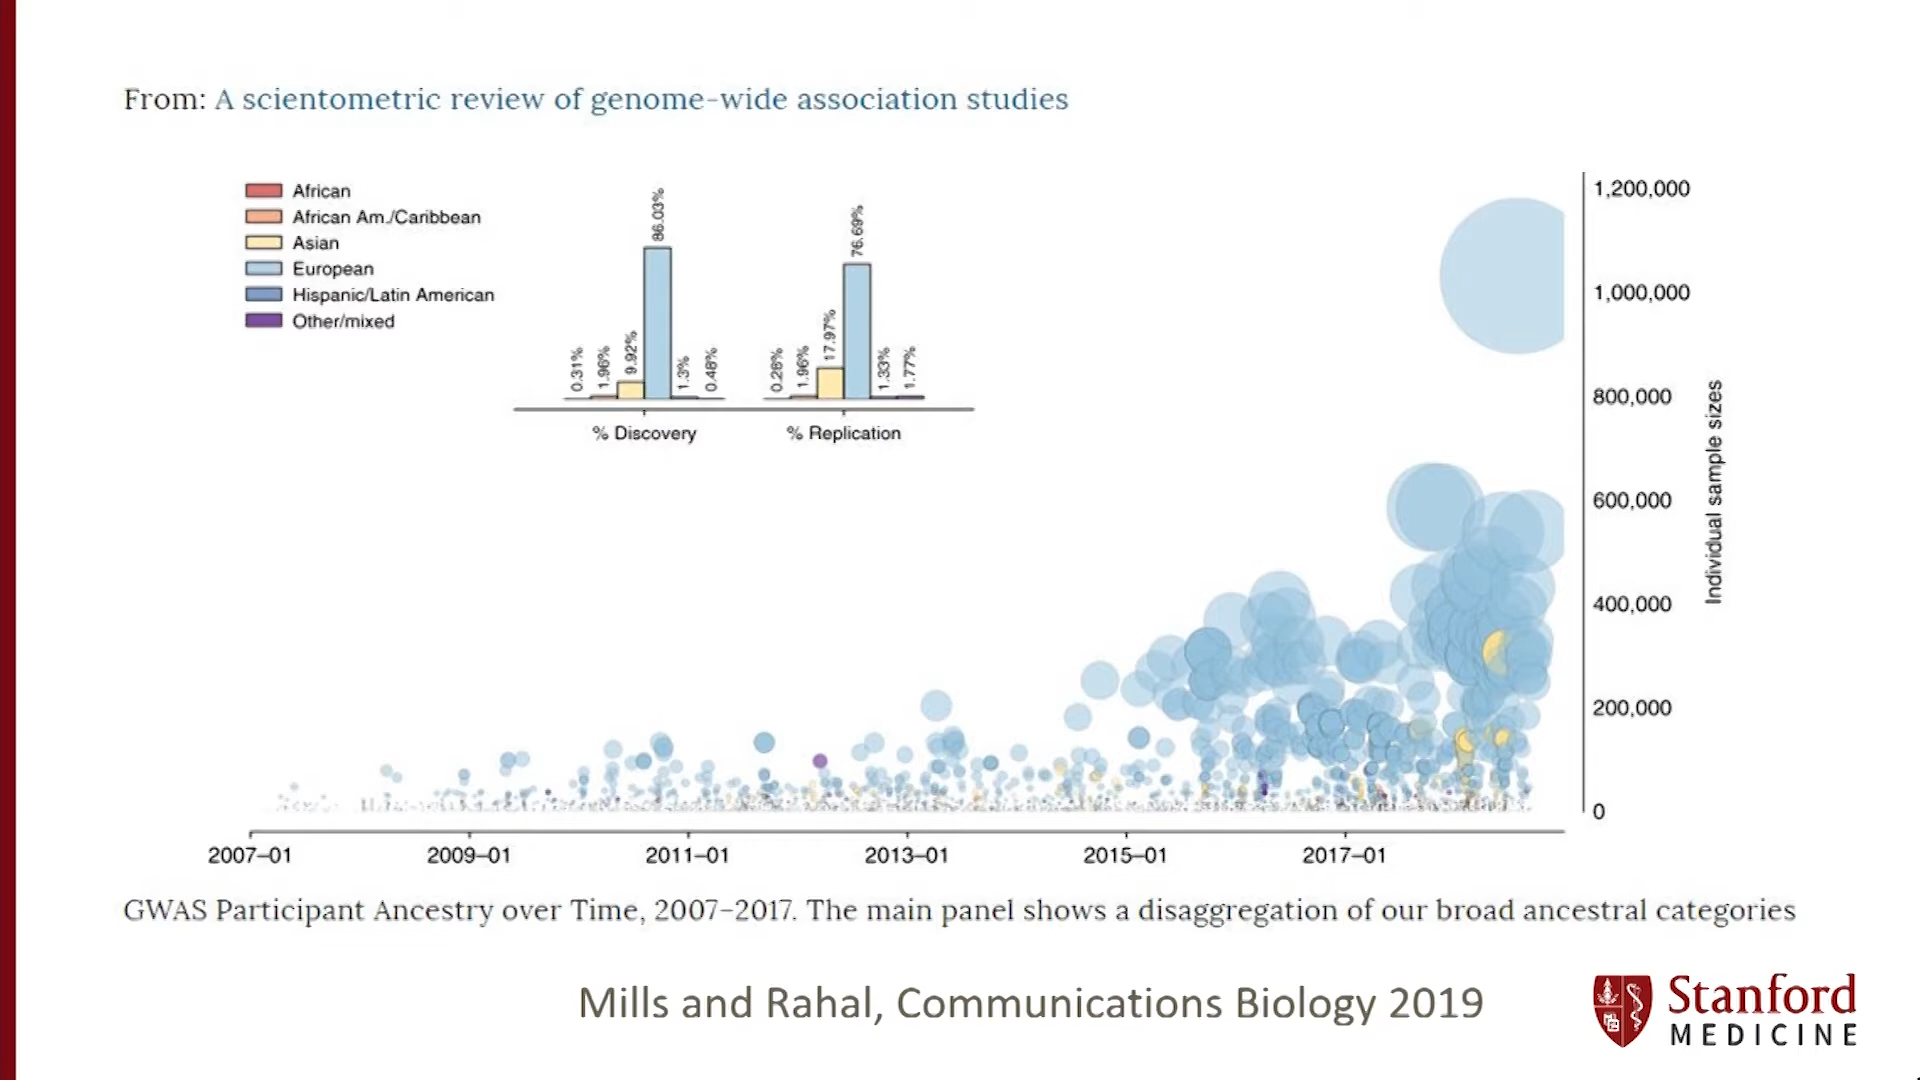 From: A scientometric review of genome-wide association studies
African
African Am./Caribbean
Asian
European
Hispanic/Latin American
Other/mixed
0.31%
1.96%
9.92%
86.03%
1.3%
0.48%
% Discovery
0.28%
1.96%
17.97%
76.69%
1.33%
1.77%
% Replication
1,200,000
1,000,000
800,000
600,000
400,000
200,000
0
Individual sample sizes
2007–01
2009–01
2011–01
2013–01
2015–01
2017–01
GWAS Participant Ancestry over Time, 2007–2017. The main panel shows a disaggregation of our broad ancestral categories
Mills and Rahal, Communications Biology 2019
Stanford
MEDICINE